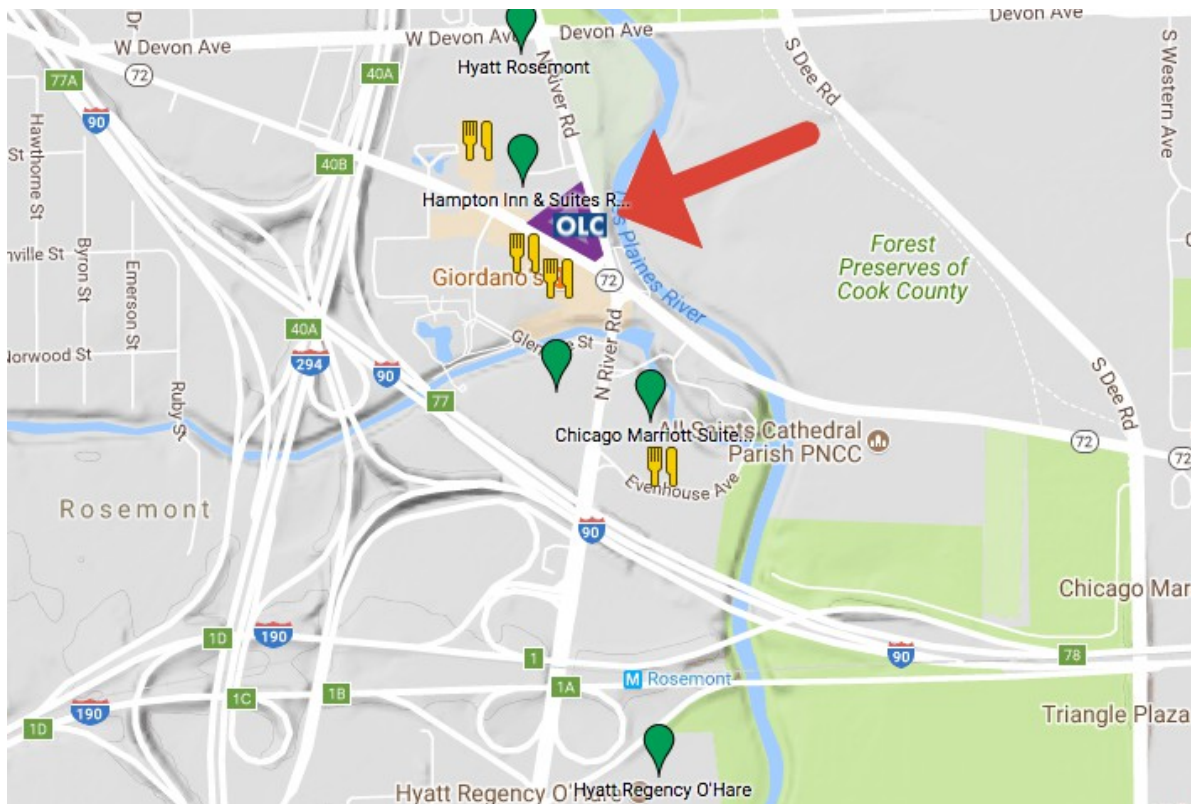 Dr
W Devon Ave
W Devon Ave
Devon Ave
Devon Ave
Hyatt Rosemont
72
77A
40A
90
N River Rd
S Dee Rd
S Western Ave
Hawthorne St
St
40B
Hampton Inn & Suites R...
OLC
Des Plaines River
Forest
Preserves of
Cook County
nville St
Byron St
Emerson St
Giordano's
72
40A
294
Norwood St
Ruby St
90
77
N River Rd
S Dee Rd
Chicago Marriott Suite...
All Saints Cathedral
Parish PNCC
72
72
Evenhouse Ave
Rosemont
90
Chicago Mar
1D
190
1
90
78
M Rosemont
1D
190
1C
1B
1A
Triangle Plaza
Hyatt Regency O'Hare
Hyatt Regency O'Hare